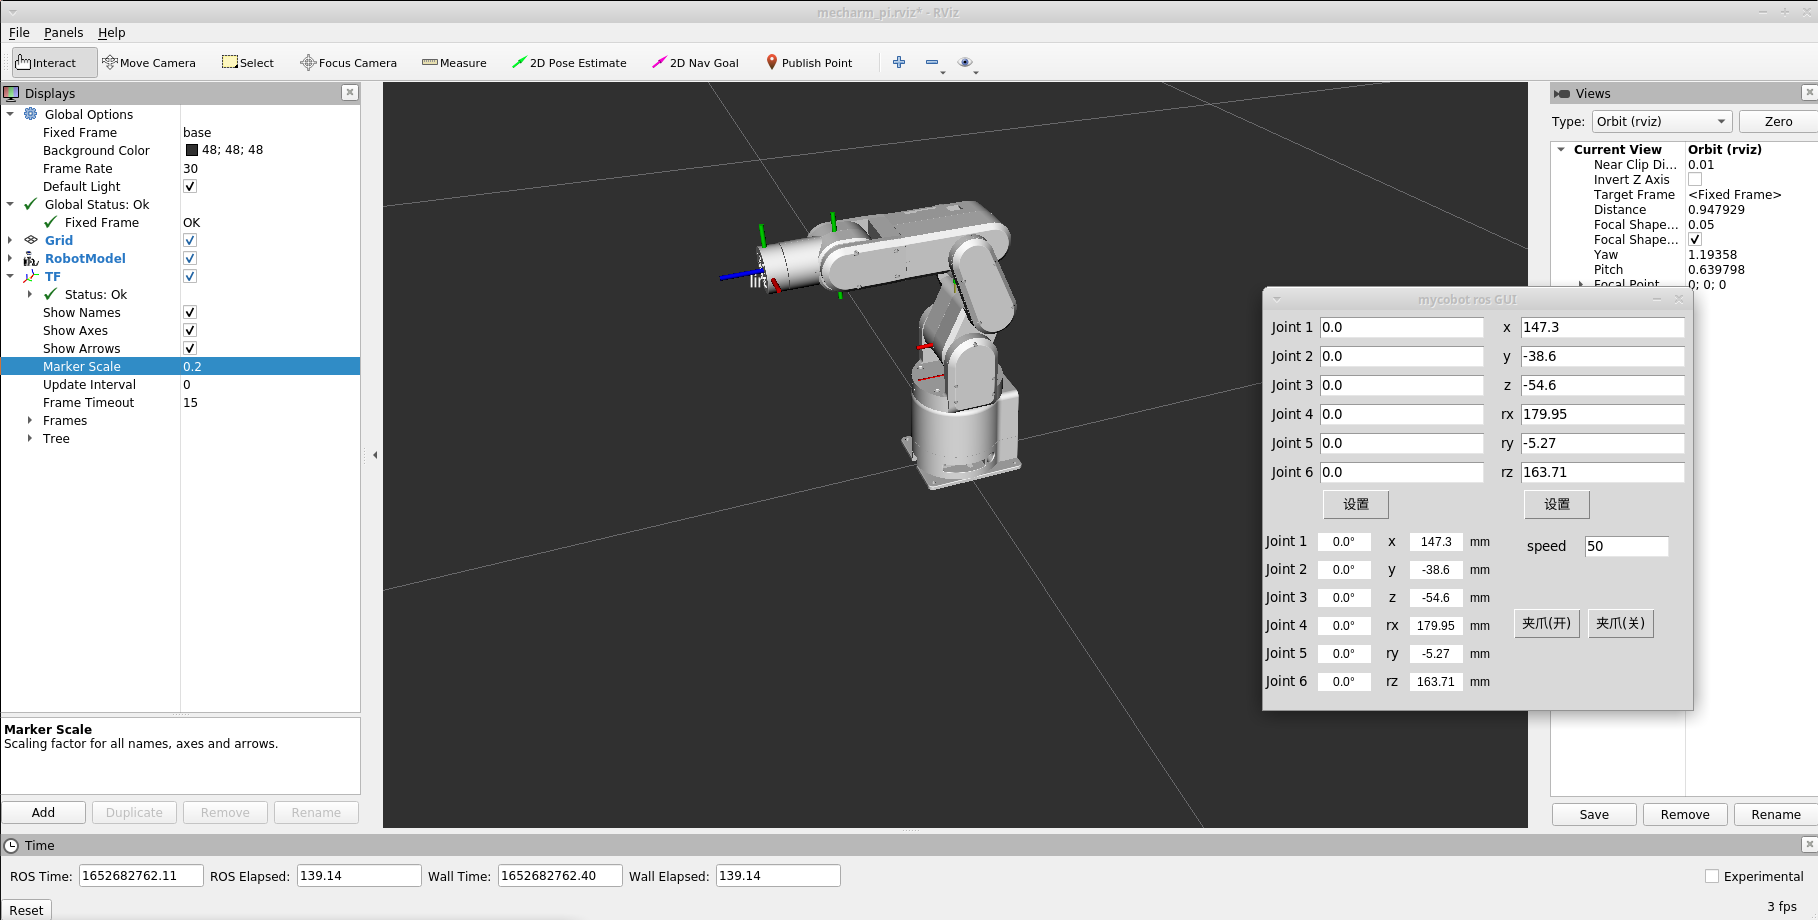 mecharm_pi.rviz* - RViz
File Panels Help
Interact Move Camera Select Focus Camera Measure 2D Pose Estimate 2D Nav Goal Publish Point
Displays
Global Options
Fixed Frame base
Background Color 48; 48; 48
Frame Rate 30
Default Light
Global Status: Ok
Fixed Frame OK
Grid
RobotModel
TF
Status: Ok
Show Names
Show Axes
Show Arrows
Marker Scale 0.2
Update Interval 0
Frame Timeout 15
Frames
Tree
Marker Scale
Scaling factor for all names, axes and arrows.
Add Duplicate Remove Rename
Views
Type: Orbit (rviz) Zero
Current View Orbit (rviz)
Near Clip Di... 0.01
Invert Z Axis
Target Frame <Fixed Frame>
Distance 0.947929
Focal Shape... 0.05
Focal Shape...
Yaw 1.19358
Pitch 0.639798
Focal Point 0; 0; 0
mycobot ros GUI
Joint 1 0.0 x 147.3
Joint 2 0.0 y -38.6
Joint 3 0.0 z -54.6
Joint 4 0.0 rx 179.95
Joint 5 0.0 ry -5.27
Joint 6 0.0 rz 163.71
设置 设置
Joint 1 0.0° x 147.3 mm
speed 50
Joint 2 0.0° y -38.6 mm
Joint 3 0.0° z -54.6 mm
Joint 4 0.0° rx 179.95 mm
夹爪(开) 夹爪(关)
Joint 5 0.0° ry -5.27 mm
Joint 6 0.0° rz 163.71 mm
Save Remove Rename
Time
ROS Time: 1652682762.11 ROS Elapsed: 139.14 Wall Time: 1652682762.40 Wall Elapsed: 139.14 Experimental
Reset 3 fps